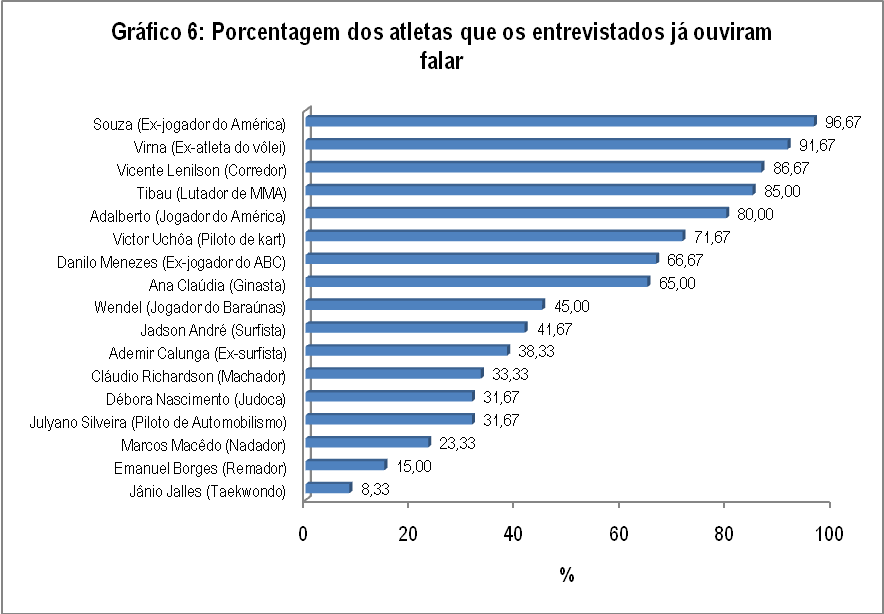 Gráfico 6: Porcentagem dos atletas que os entrevistados já ouviram
falar
Souza (Ex-jogador do América) 96,67
Virna (Ex-atleta do vôlei) 91,67
Vicente Lenilson (Corredor) 86,67
Tibau (Lutador de MMA) 85,00
Adalberto (Jogador do América) 80,00
Victor Uchôa (Piloto de kart) 71,67
Danilo Menezes (Ex-jogador do ABC) 66,67
Ana Claúdia (Ginasta) 65,00
Wendel (Jogador do Baraúnas) 45,00
Jadson André (Surfista) 41,67
Ademir Calunga (Ex-surfista) 38,33
Cláudio Richardson (Machador) 33,33
Débora Nascimento (Judoca) 31,67
Julyano Silveira (Piloto de Automobilismo) 31,67
Marcos Macêdo (Nadador) 23,33
Emanuel Borges (Remador) 15,00
Jânio Jalles (Taekwondo) 8,33
0 20 40 60 80 100
%